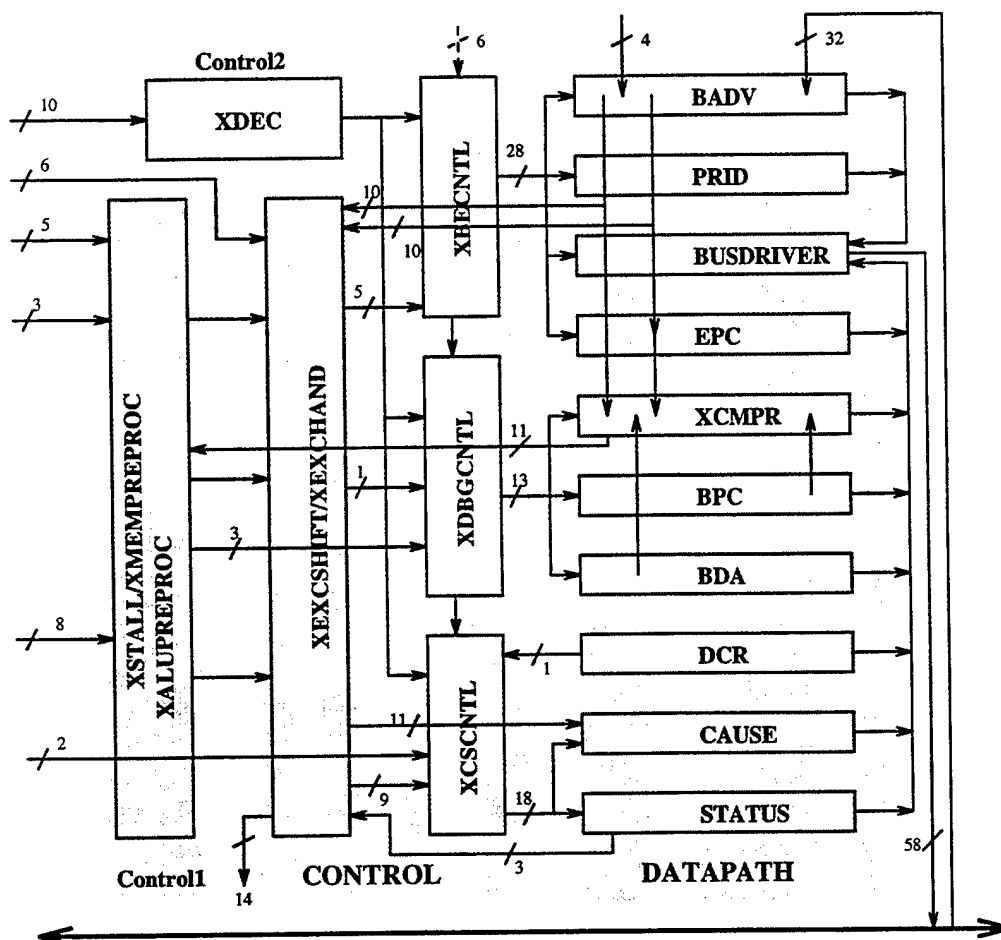 6
4
32
Control2
10
XDEC
BADV
6
XBECNTL
28
PRID
10
5
10
BUSDRIVER
3
5
EPC
XSTALL/XMEMPREPROC
XALUPREPROC
XEXCSHIFT/XEXCHAND
XCMPR
11
XDBGCNTL
1
13
BPC
3
BDA
8
DCR
1
11
CAUSE
2
XCSCNTL
9
18
STATUS
58
3
Control1
14
CONTROL
DATAPATH